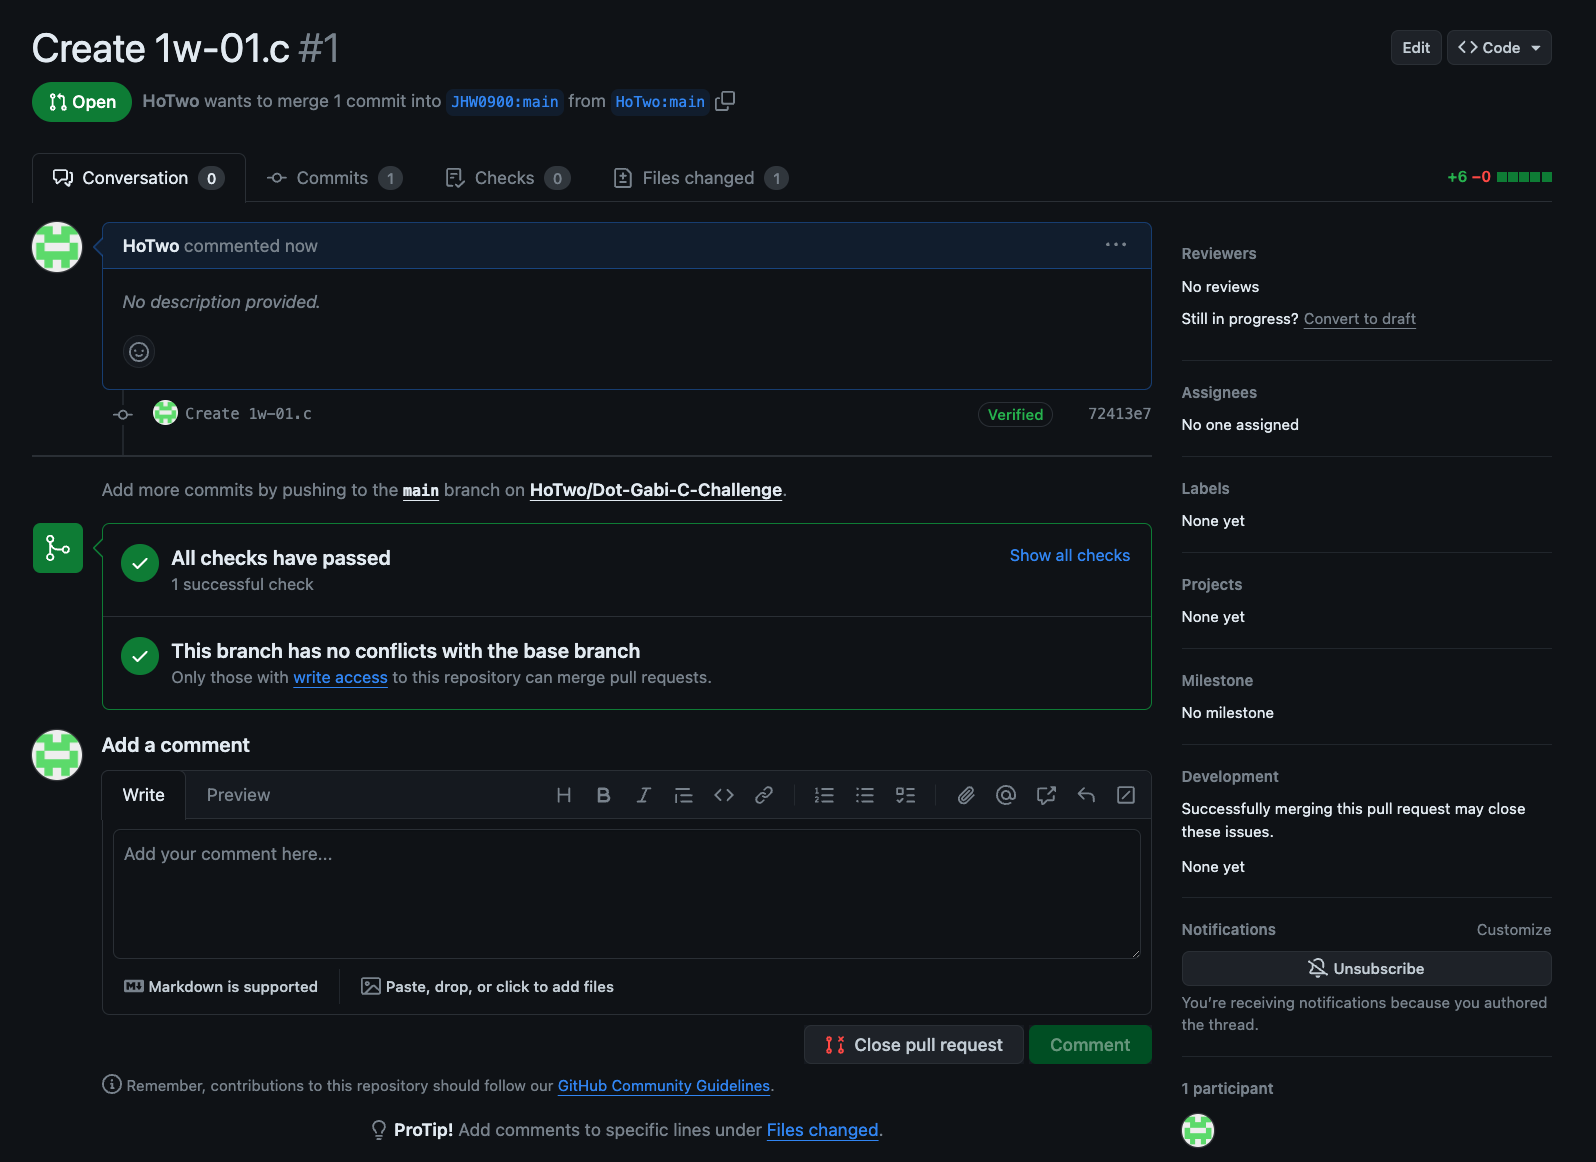 Create 1w-01.c #1
Edit
Code
Open
HoTwo wants to merge 1 commit into JHW0900:main from HoTwo:main
Conversation 0
Commits 1
Checks 0
Files changed 1
+6 −0
HoTwo commented now
No description provided.
Create 1w-01.c
Verified
72413e7
Add more commits by pushing to the main branch on HoTwo/Dot-Gabi-C-Challenge.
All checks have passed
1 successful check
Show all checks
This branch has no conflicts with the base branch
Only those with write access to this repository can merge pull requests.
Add a comment
Write
Preview
Add your comment here...
Markdown is supported
Paste, drop, or click to add files
Close pull request
Comment
Remember, contributions to this repository should follow our GitHub Community Guidelines.
ProTip! Add comments to specific lines under Files changed.
Reviewers
No reviews
Still in progress? Convert to draft
Assignees
No one assigned
Labels
None yet
Projects
None yet
Milestone
No milestone
Development
Successfully merging this pull request may close
these issues.
None yet
Notifications
Customize
Unsubscribe
You're receiving notifications because you authored
the thread.
1 participant